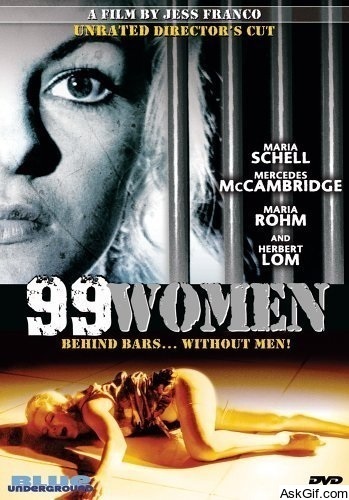 A FILM BY JESS FRANCO
UNRATED DIRECTOR'S CUT
MARIA
SCHELL
MERCEDES
McCAMBRIDGE
MARIA
ROHM
AND
HERBERT
LOM
99 WOMEN
BEHIND BARS... WITHOUT MEN!
BLUE
UNDERGROUND
DVD
AskGif.com